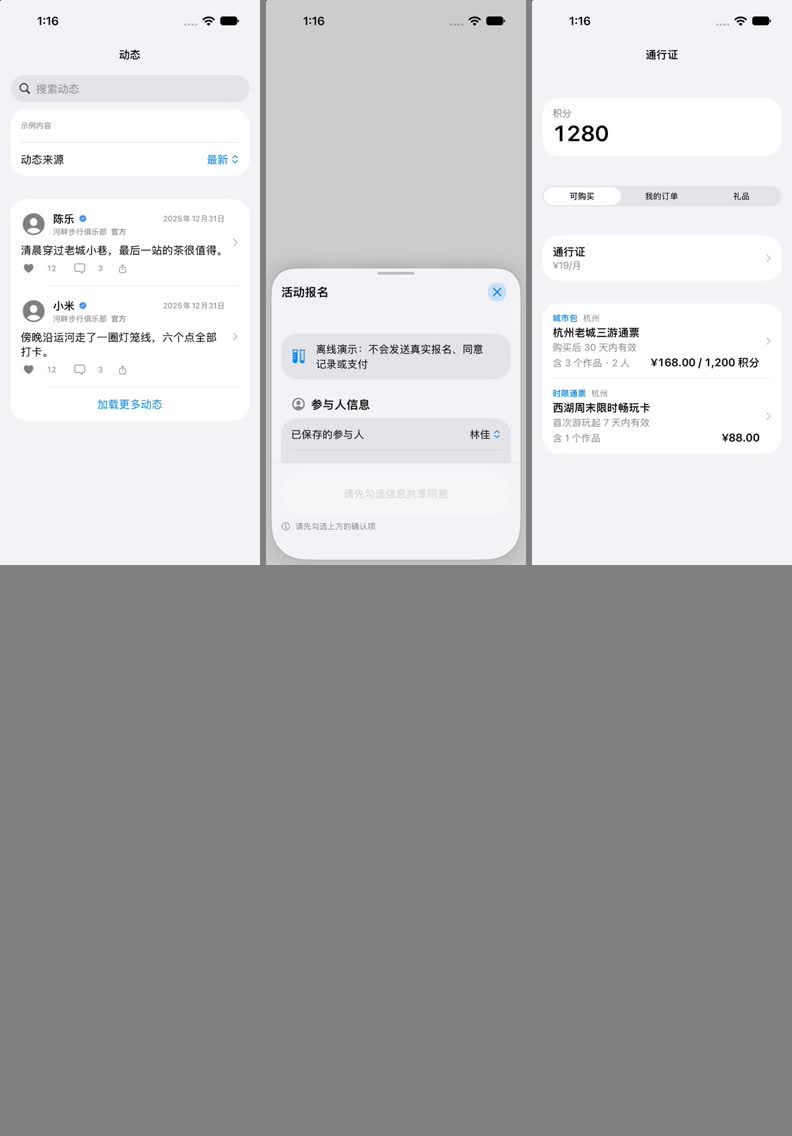 1:16
动态
搜索动态
示例内容
动态来源
最新
陈乐
2025年12月31日
河畔步行俱乐部 官方
清晨穿过老城小巷，最后一站的茶很值得。
12
3
小米
2025年12月31日
河畔步行俱乐部 官方
傍晚沿运河走了一圈灯笼线，六个点全部
打卡。
12
3
加载更多动态
1:16
活动报名
离线演示：不会发送真实报名、同意
记录或支付
参与人信息
已保存的参与人
林佳
请先勾选信息共享同意
请先勾选上方的确认项
1:16
通行证
积分
1280
可购买
我的订单
礼品
通行证
¥19/月
城市包 杭州
杭州老城三游通票
购买后 30 天内有效
含 3 个作品 · 2 人
¥168.00 / 1,200 积分
时限通票 杭州
西湖周末限时畅玩卡
首次游玩起 7 天内有效
含 1 个作品
¥88.00